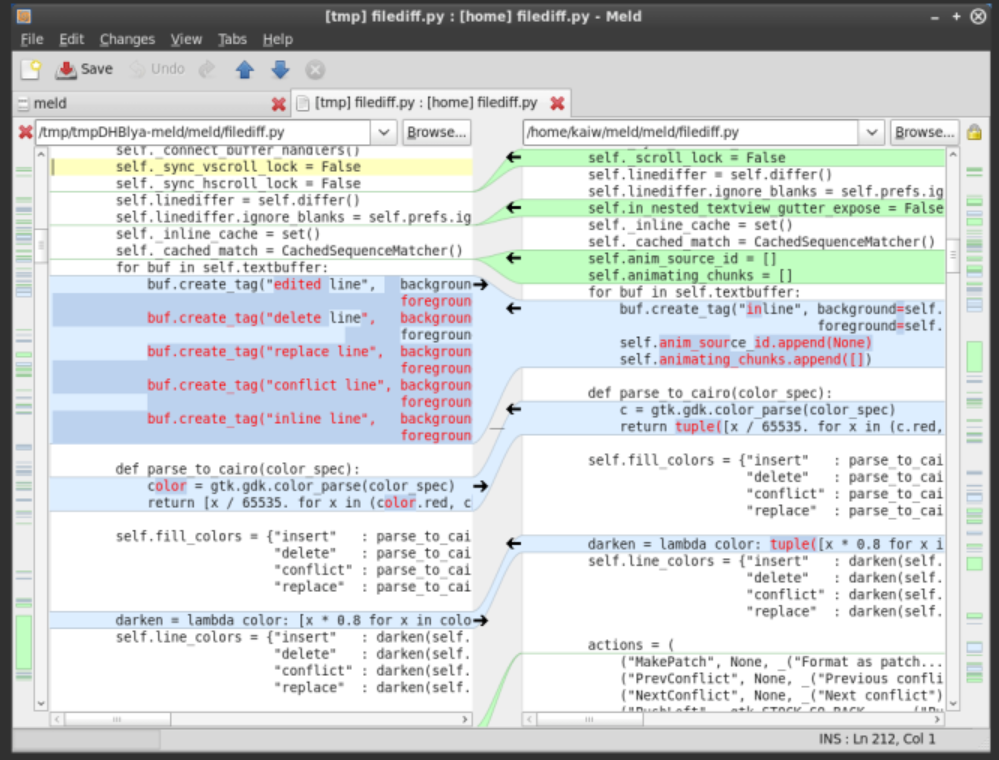 [tmp] filediff.py : [home] filediff.py - Meld
File Edit Changes View Tabs Help
Save Undo
meld
[tmp] filediff.py : [home] filediff.py
/tmp/tmpDHBlya-meld/meld/filediff.py
Browse...
/home/kaiw/meld/meld/filediff.py
Browse...
self._connect_buffer_handlers()
self._sync_vscroll_lock = False
self._sync_hscroll_lock = False
self.linediffer = self.differ()
self.linediffer.ignore_blanks = self.prefs.ig
self._inline_cache = set()
self._cached_match = CachedSequenceMatcher()
for buf in self.textbuffer:
buf.create_tag("edited line",   backgroun
foregroun
buf.create_tag("delete line",   backgroun
foregroun
buf.create_tag("replace line",  backgroun
foregroun
buf.create_tag("conflict line", backgroun
foregroun
buf.create_tag("inline line",   backgroun
foregroun
def parse_to_cairo(color_spec):
color = gtk.gdk.color_parse(color_spec)
return [x / 65535. for x in (color.red, c
self.fill_colors = {"insert"   : parse_to_cai
"delete"   : parse_to_cai
"conflict" : parse_to_cai
"replace"  : parse_to_cai
darken = lambda color: [x * 0.8 for x in colo
self.line_colors = {"insert"   : darken(self.
"delete"   : darken(self.
"conflict" : darken(self.
"replace"  : darken(self.
self._scroll_lock = False
self.linediffer = self.differ()
self.linediffer.ignore_blanks = self.prefs.ig
self.in_nested_textview_gutter_expose = False
self._inline_cache = set()
self._cached_match = CachedSequenceMatcher()
self.anim_source_id = []
self.animating_chunks = []
for buf in self.textbuffer:
buf.create_tag("inline", background=self.
foreground=self.
self.anim_source_id.append(None)
self.animating_chunks.append([])
def parse_to_cairo(color_spec):
c = gtk.gdk.color_parse(color_spec)
return tuple([x / 65535. for x in (c.red,
self.fill_colors = {"insert"   : parse_to_cai
"delete"   : parse_to_cai
"conflict" : parse_to_cai
"replace"  : parse_to_cai
darken = lambda color: tuple([x * 0.8 for x i
self.line_colors = {"insert"   : darken(self.
"delete"   : darken(self.
"conflict" : darken(self.
"replace"  : darken(self.
actions = (
("MakePatch", None, _("Format as patch...
("PrevConflict", None, _("Previous confli
("NextConflict", None, _("Next conflict")
INS : Ln 212, Col 1